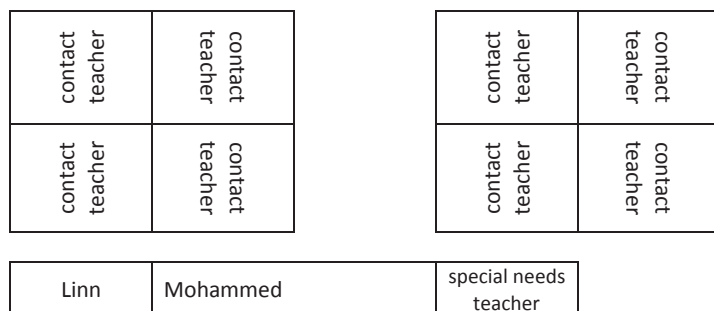 contact
teacher
contact
teacher
contact
teacher
contact
teacher
contact
teacher
contact
teacher
contact
teacher
contact
teacher
Linn
Mohammed
special needs
teacher